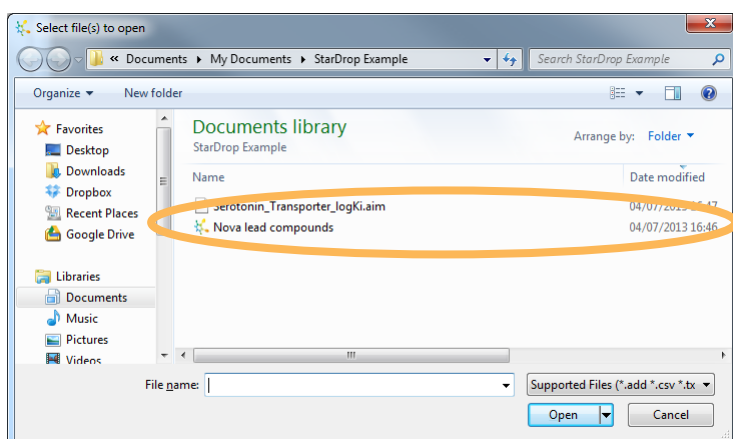 Select file(s) to open
« Documents ▸ My Documents ▸ StarDrop Example
Search StarDrop Example
Organize ▼ New folder
Favorites
Desktop
Downloads
Dropbox
Recent Places
Google Drive
Libraries
Documents
Music
Pictures
Videos
Documents library
StarDrop Example
Arrange by: Folder ▼
Name Date modified
Serotonin_Transporter_logKi.aim 04/07/2013
Nova lead compounds 04/07/2013 16:46
File name:
Supported Files (*.add *.csv *.tx
Open Cancel